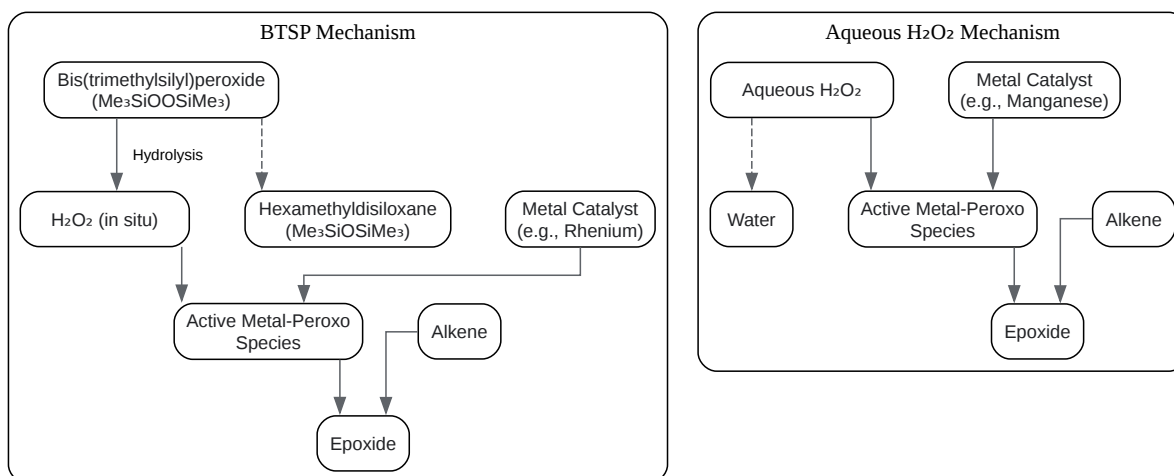 BTSP Mechanism
Bis(trimethylsilyl)peroxide
(Me₃SiOOSiMe₃)
Hydrolysis
H₂O₂ (in situ)
Hexamethyldisiloxane
(Me₃SiOSiMe₃)
Metal Catalyst
(e.g., Rhenium)
Active Metal-Peroxo
Species
Alkene
Epoxide
Aqueous H₂O₂ Mechanism
Aqueous H₂O₂
Metal Catalyst
(e.g., Manganese)
Water
Active Metal-Peroxo
Species
Alkene
Epoxide